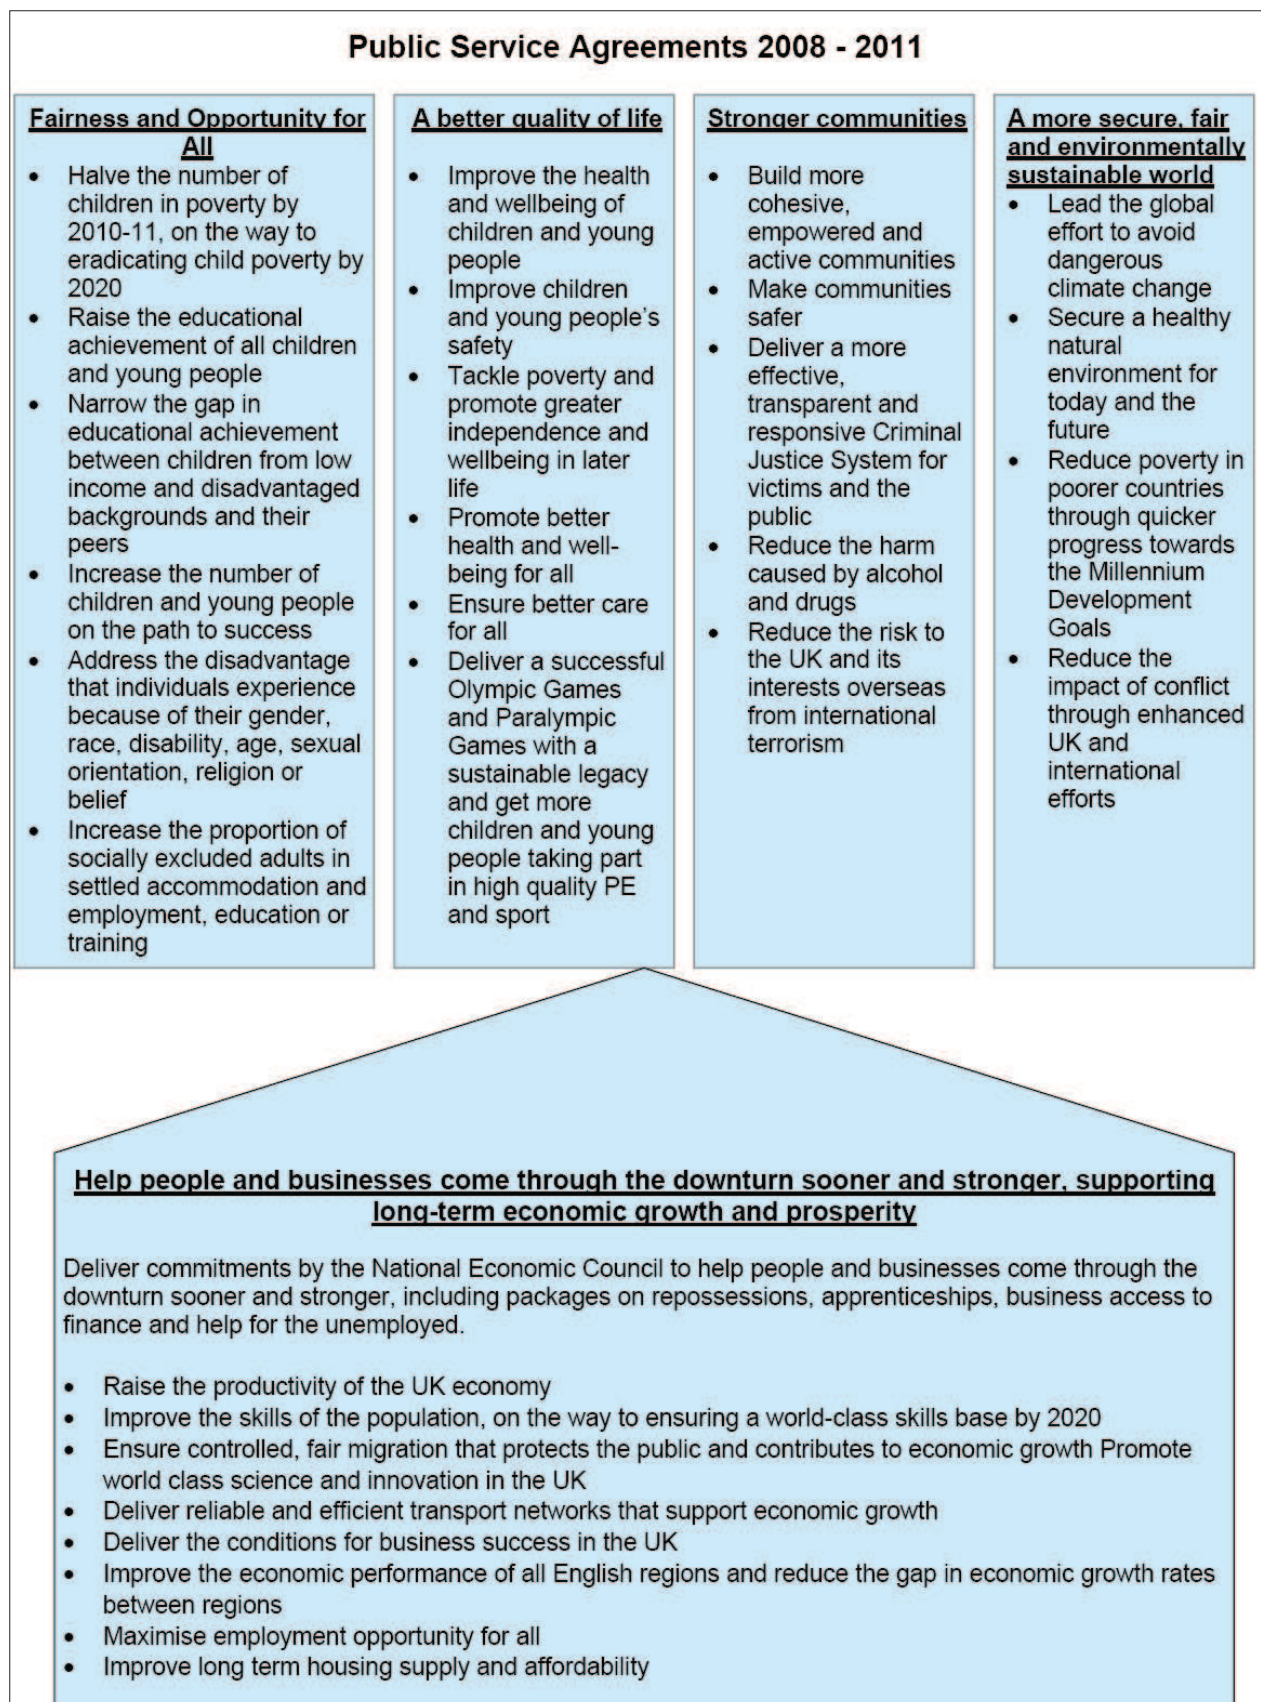 Public Service Agreements 2008 - 2011
Fairness and Opportunity for
All
• Halve the number of
children in poverty by
2010-11, on the way to
eradicating child poverty by
2020
• Raise the educational
achievement of all children
and young people
• Narrow the gap in
educational achievement
between children from low
income and disadvantaged
backgrounds and their
peers
• Increase the number of
children and young people
on the path to success
• Address the disadvantage
that individuals experience
because of their gender,
race, disability, age, sexual
orientation, religion or
belief
• Increase the proportion of
socially excluded adults in
settled accommodation and
employment, education or
training
A better quality of life
• Improve the health
and wellbeing of
children and young
people
• Improve children
and young people's
safety
• Tackle poverty and
promote greater
independence and
wellbeing in later
life
• Promote better
health and well-
being for all
• Ensure better care
for all
• Deliver a successful
Olympic Games
and Paralympic
Games with a
sustainable legacy
and get more
children and young
people taking part
in high quality PE
and sport
Stronger communities
• Build more
cohesive,
empowered and
active communities
• Make communities
safer
• Deliver a more
effective,
transparent and
responsive Criminal
Justice System for
victims and the
public
• Reduce the harm
caused by alcohol
and drugs
• Reduce the risk to
the UK and its
interests overseas
from international
terrorism
A more secure, fair
and environmentally
sustainable world
• Lead the global
effort to avoid
dangerous
climate change
• Secure a healthy
natural
environment for
today and the
future
• Reduce poverty in
poorer countries
through quicker
progress towards
the Millennium
Development
Goals
• Reduce the
impact of conflict
through enhanced
UK and
international
efforts
Help people and businesses come through the downturn sooner and stronger, supporting
long-term economic growth and prosperity
Deliver commitments by the National Economic Council to help people and businesses come through the
downturn sooner and stronger, including packages on repossessions, apprenticeships, business access to
finance and help for the unemployed.
• Raise the productivity of the UK economy
• Improve the skills of the population, on the way to ensuring a world-class skills base by 2020
• Ensure controlled, fair migration that protects the public and contributes to economic growth Promote
world class science and innovation in the UK
• Deliver reliable and efficient transport networks that support economic growth
• Deliver the conditions for business success in the UK
• Improve the economic performance of all English regions and reduce the gap in economic growth rates
between regions
• Maximise employment opportunity for all
• Improve long term housing supply and affordability